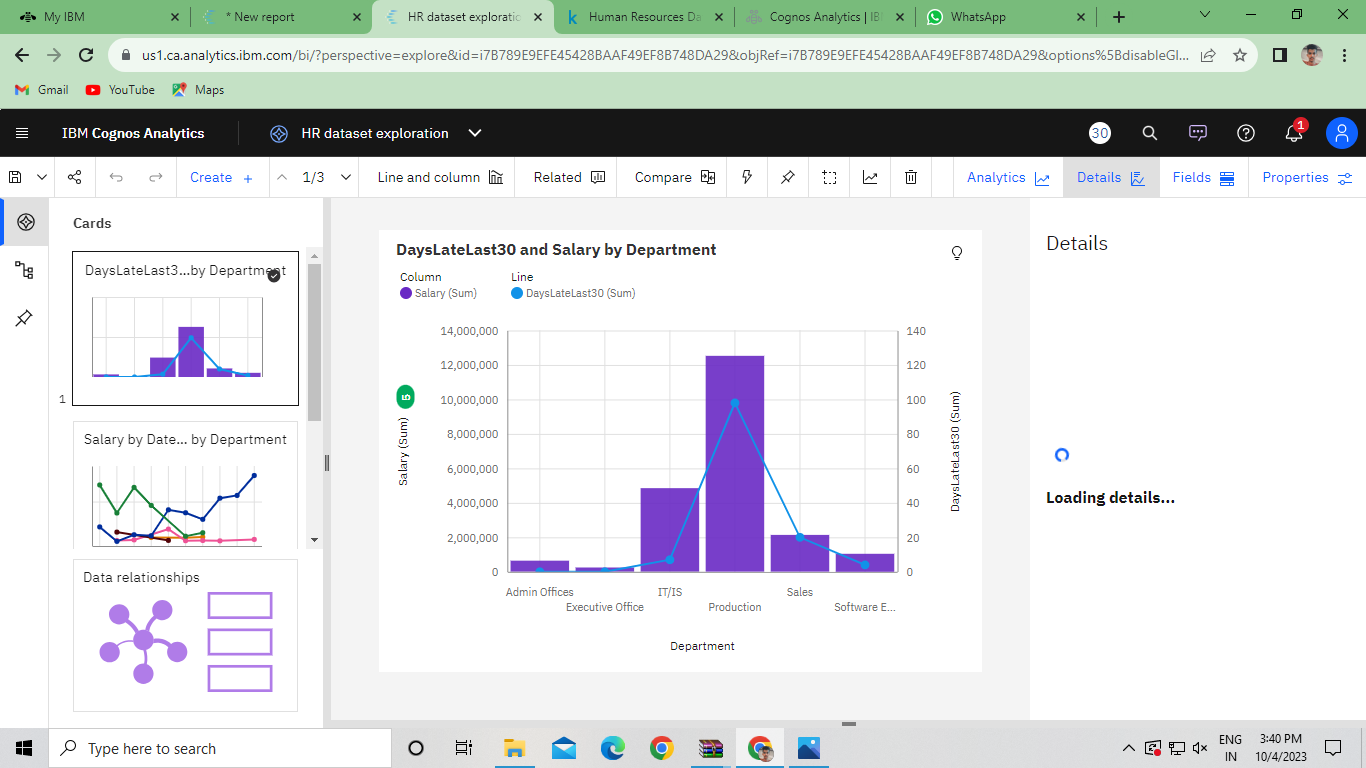 My IBM
* New report
HR dataset exploratio
Human Resources Da
Cognos Analytics | IB
WhatsApp
us1.ca.analytics.ibm.com/bi/?perspective=explore&id=i7B789E9EFE45428BAAF49EF8B748DA29&objRef=i7B789E9EFE45428BAAF49EF8B748DA29&options%5BdisableGl...
Gmail
YouTube
Maps
IBM Cognos Analytics
HR dataset exploration
30
1
Create
1/3
Line and column
Related
Compare
Analytics
Details
Fields
Properties
Cards
DaysLateLast3...by Department
1
Salary by Date... by Department
Data relationships
DaysLateLast30 and Salary by Department
Column
Line
Salary (Sum)
DaysLateLast30 (Sum)
14,000,000
12,000,000
10,000,000
8,000,000
6,000,000
4,000,000
2,000,000
0
Salary (Sum)
140
120
100
80
60
40
20
0
DaysLateLast30 (Sum)
Admin Offices
Executive Office
IT/IS
Production
Sales
Software E...
Department
Details
Loading details...
Type here to search
ENG
IN
3:40 PM
10/4/2023